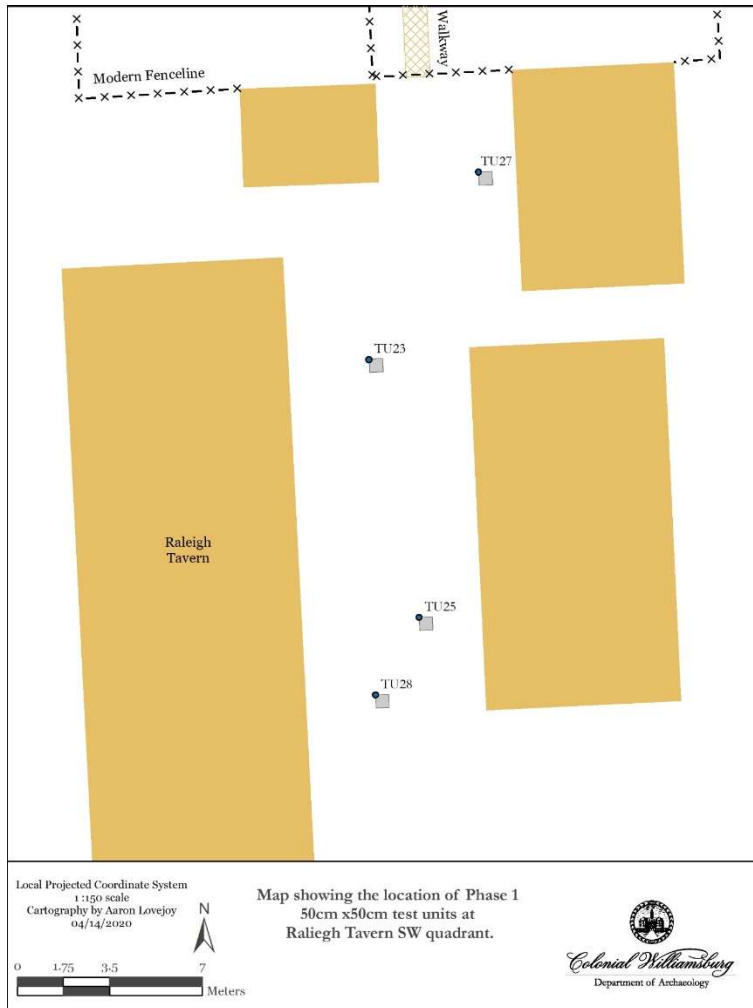 Walkway
Modern Fenceline
TU27
TU23
Raleigh
Tavern
TU25
TU28
Local Projected Coordinate System
1 :150 scale
Cartography by Aaron Lovejoy
04/14/2020
N
0 1.75 3.5 7
Meters
Map showing the location of Phase 1
50cm x50cm test units at
Raliegh Tavern SW quadrant.
Colonial Williamsburg
Department of Archaeology